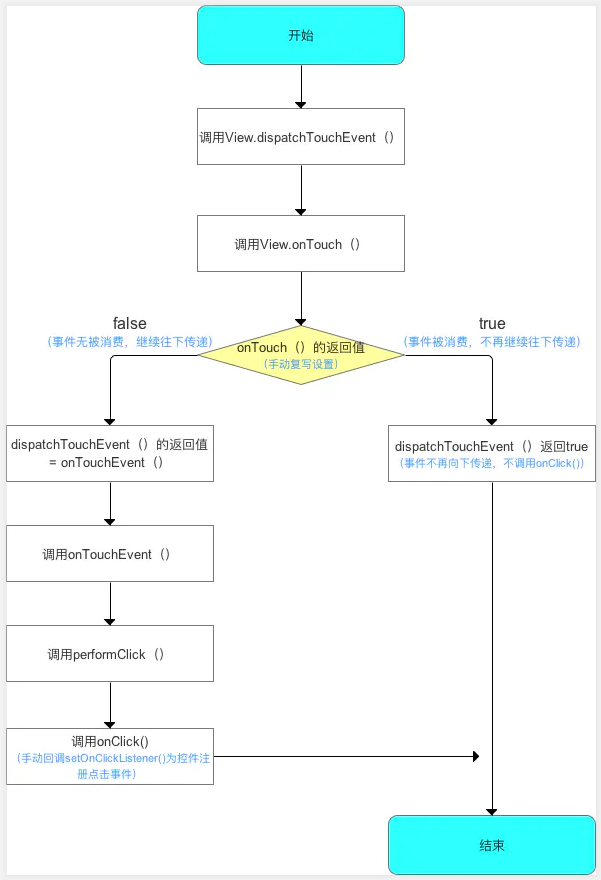 开始
调用View.dispatchTouchEvent（）
调用View.onTouch（）
false
（事件无被消费，继续往下传递）
true
（事件被消费，不再继续往下传递）
onTouch（）的返回值
（手动复写设置）
dispatchTouchEvent（）的返回值
= onTouchEvent（）
dispatchTouchEvent（）返回true
（事件不再向下传递，不调用onClick()）
调用onTouchEvent（）
调用performClick（）
调用onClick()
（手动回调setOnClickListener()为控件注
册点击事件）
结束